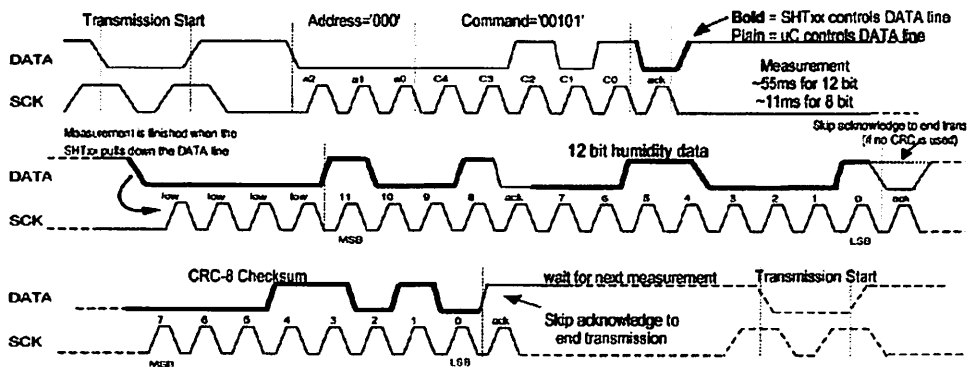 Transmission Start Address='000' Command='00101' Bold = SHTxx controls DATA line
Plain = uC controls DATA line
DATA
a2 a1 a0 C4 C3 C2 C1 C0 ack
SCK
Measurement
~55ms for 12 bit
~11ms for 8 bit
Measurement is finished when the
SHTxx pulls down the DATA line
Skip acknowledge to end trans
(if no CRC is used)
12 bit humidity data
DATA
low low low low 11 10 9 8 ack 7 6 5 4 3 2 1 0 ack
SCK
MSB LSB
CRC-8 Checksum wait for next measurement Transmission Start
DATA
Skip acknowledge to
end transmission
7 6 5 4 3 2 1 0 ack
SCK
MSB LSB